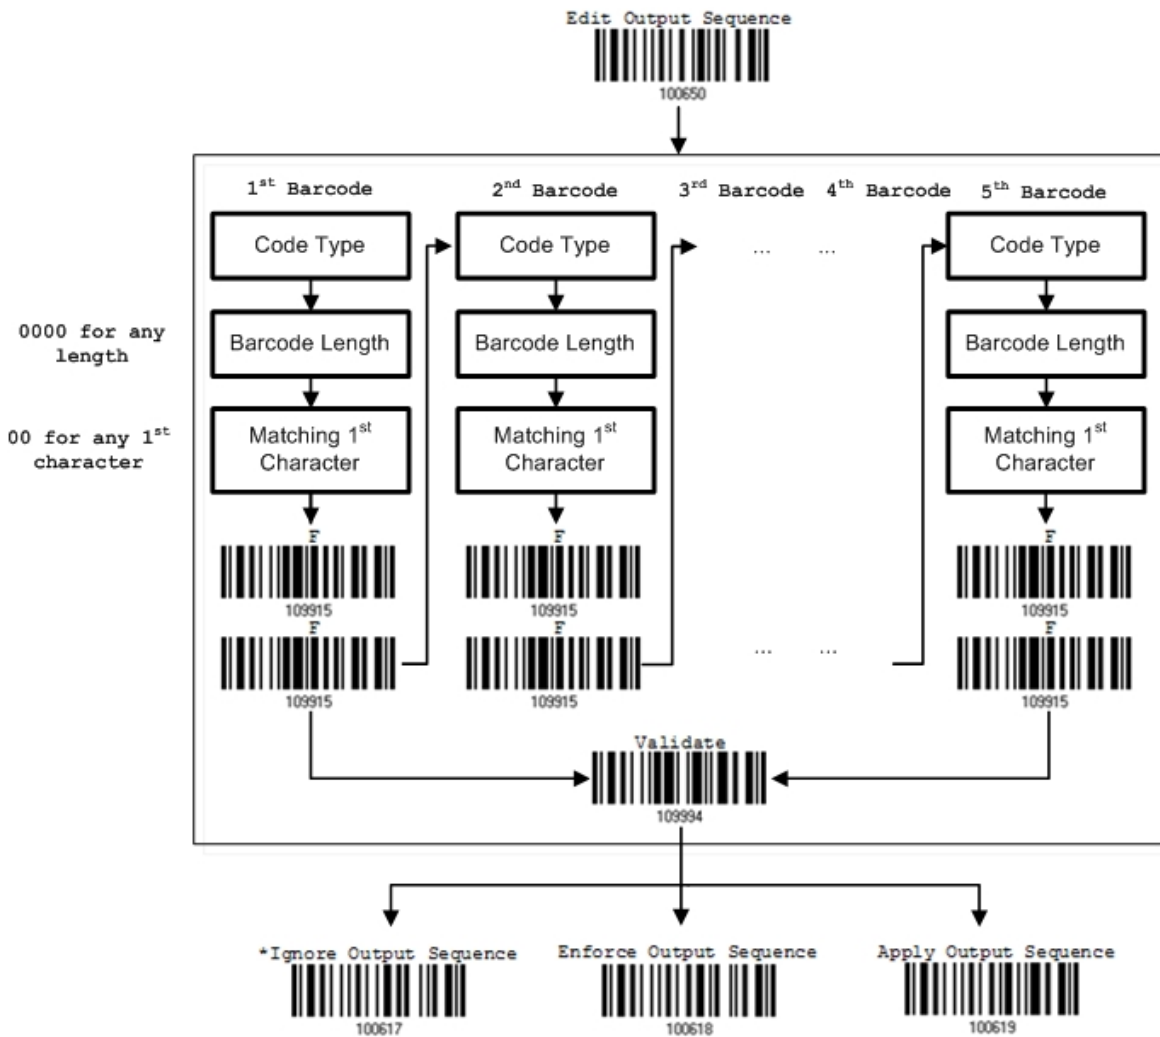 Edit Output Sequence
100650
1st Barcode 2nd Barcode 3rd Barcode 4th Barcode 5th Barcode
Code Type Code Type ... ... Code Type
0000 for any
length
Barcode Length Barcode Length Barcode Length
00 for any 1st
character
Matching 1st
Character
Matching 1st
Character
Matching 1st
Character
F F F
109915 109915 109915
F F F
... ...
109915 109915 109915
Validate
109994
*Ignore Output Sequence Enforce Output Sequence Apply Output Sequence
100617 100618 100619